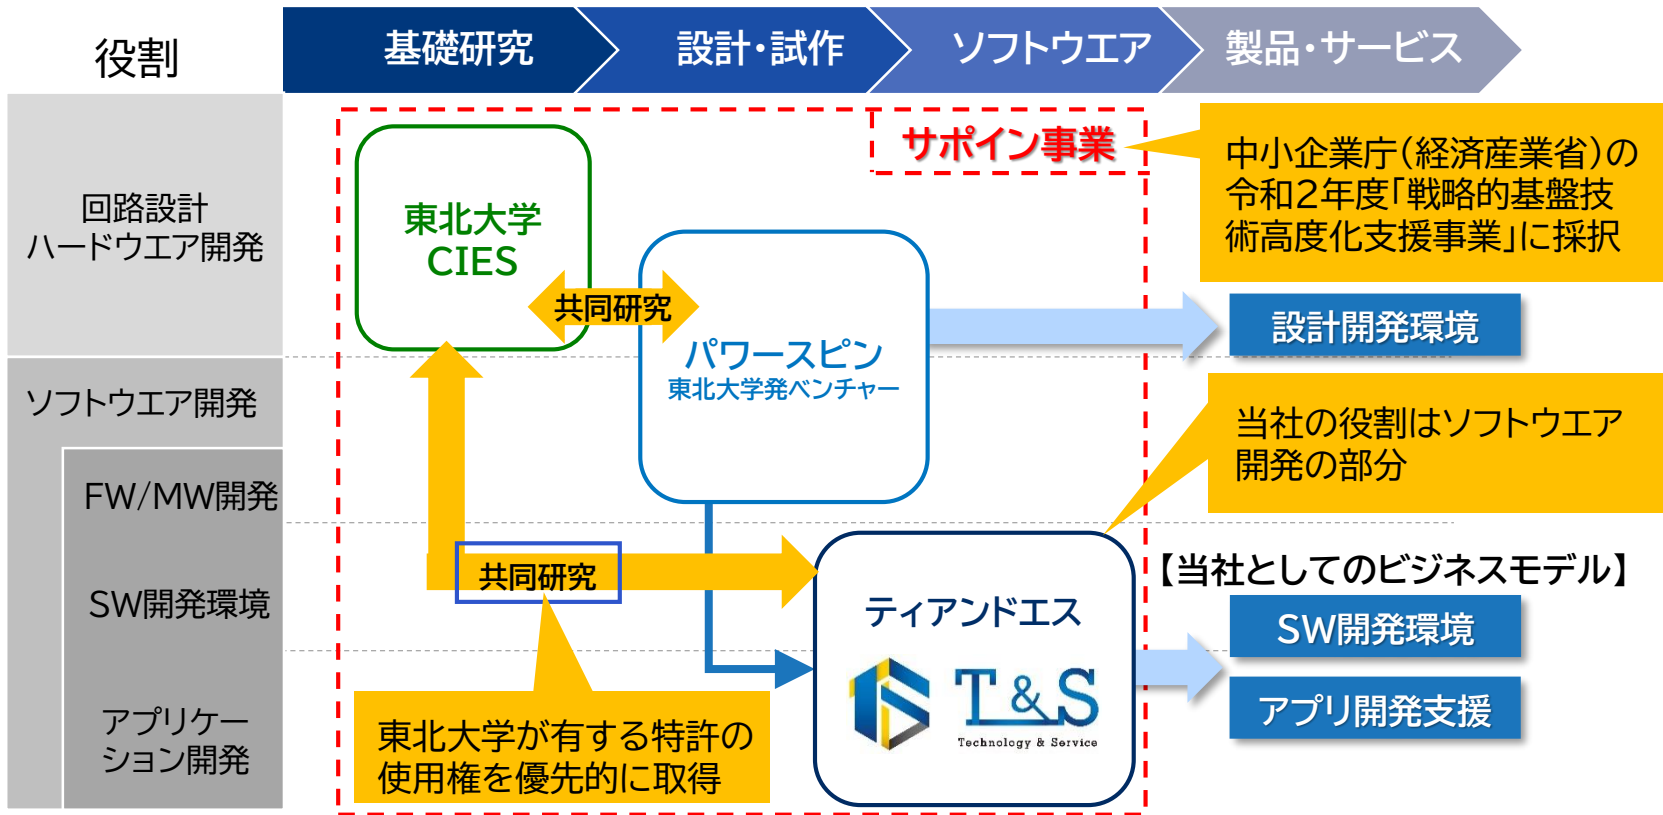 役割
基礎研究
設計・試作
ソフトウエア
製品・サービス
回路設計
ハードウエア開発
ソフトウエア開発
FW/MW開発
SW開発環境
アプリケー
ション開発
サポイン事業
中小企業庁（経済産業省）の
令和２年度「戦略的基盤技
術高度化支援事業」に採択
東北大学
CIES
共同研究
パワースピン
東北大学発ベンチャー
設計開発環境
当社の役割はソフトウエア
開発の部分
共同研究
東北大学が有する特許の
使用権を優先的に取得
ティアンドエス
T&S
Technology & Service
【当社としてのビジネスモデル】
SW開発環境
アプリ開発支援